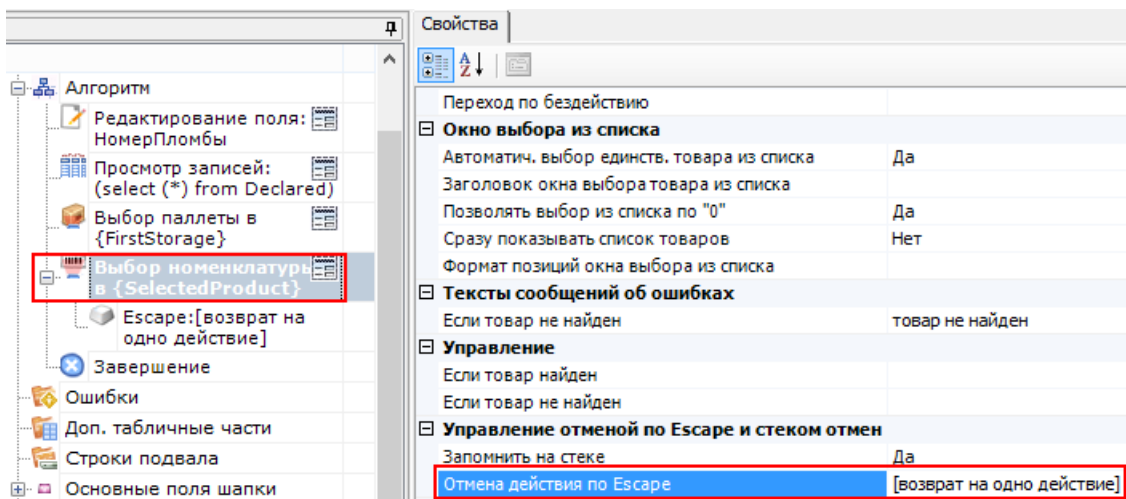 Алгоритм
Редактирование поля:
НомерПломбы
Просмотр записей:
(select (*) from Declared)
Выбор паллеты в
{FirstStorage}
Выбор номенклатуры
в {SelectedProduct}
Escape:[возврат на
одно действие]
Завершение
Ошибки
Доп. табличные части
Строки подвала
Основные поля шапки
Свойства
Переход по бездействию
Окно выбора из списка
Автоматич. выбор единств. товара из списка Да
Заголовок окна выбора товара из списка
Позволять выбор из списка по "0" Да
Сразу показывать список товаров Нет
Формат позиций окна выбора из списка
Тексты сообщений об ошибках
Если товар не найден товар не найден
Управление
Если товар найден
Если товар не найден
Управление отменой по Escape и стеком отмен
Запомнить на стеке Да
Отмена действия по Escape [возврат на одно действие]